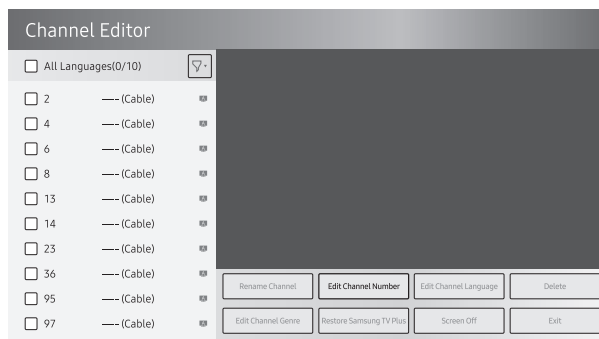 Channel Editor
All Languages(0/10)
2 —-- (Cable)
4 —-- (Cable)
6 —-- (Cable)
8 —-- (Cable)
13 —-- (Cable)
14 —-- (Cable)
23 —-- (Cable)
36 —-- (Cable)
95 —-- (Cable)
97 —-- (Cable)
Rename Channel Edit Channel Number Edit Channel Language Delete
Edit Channel Genre Restore Samsung TV Plus Screen Off Exit